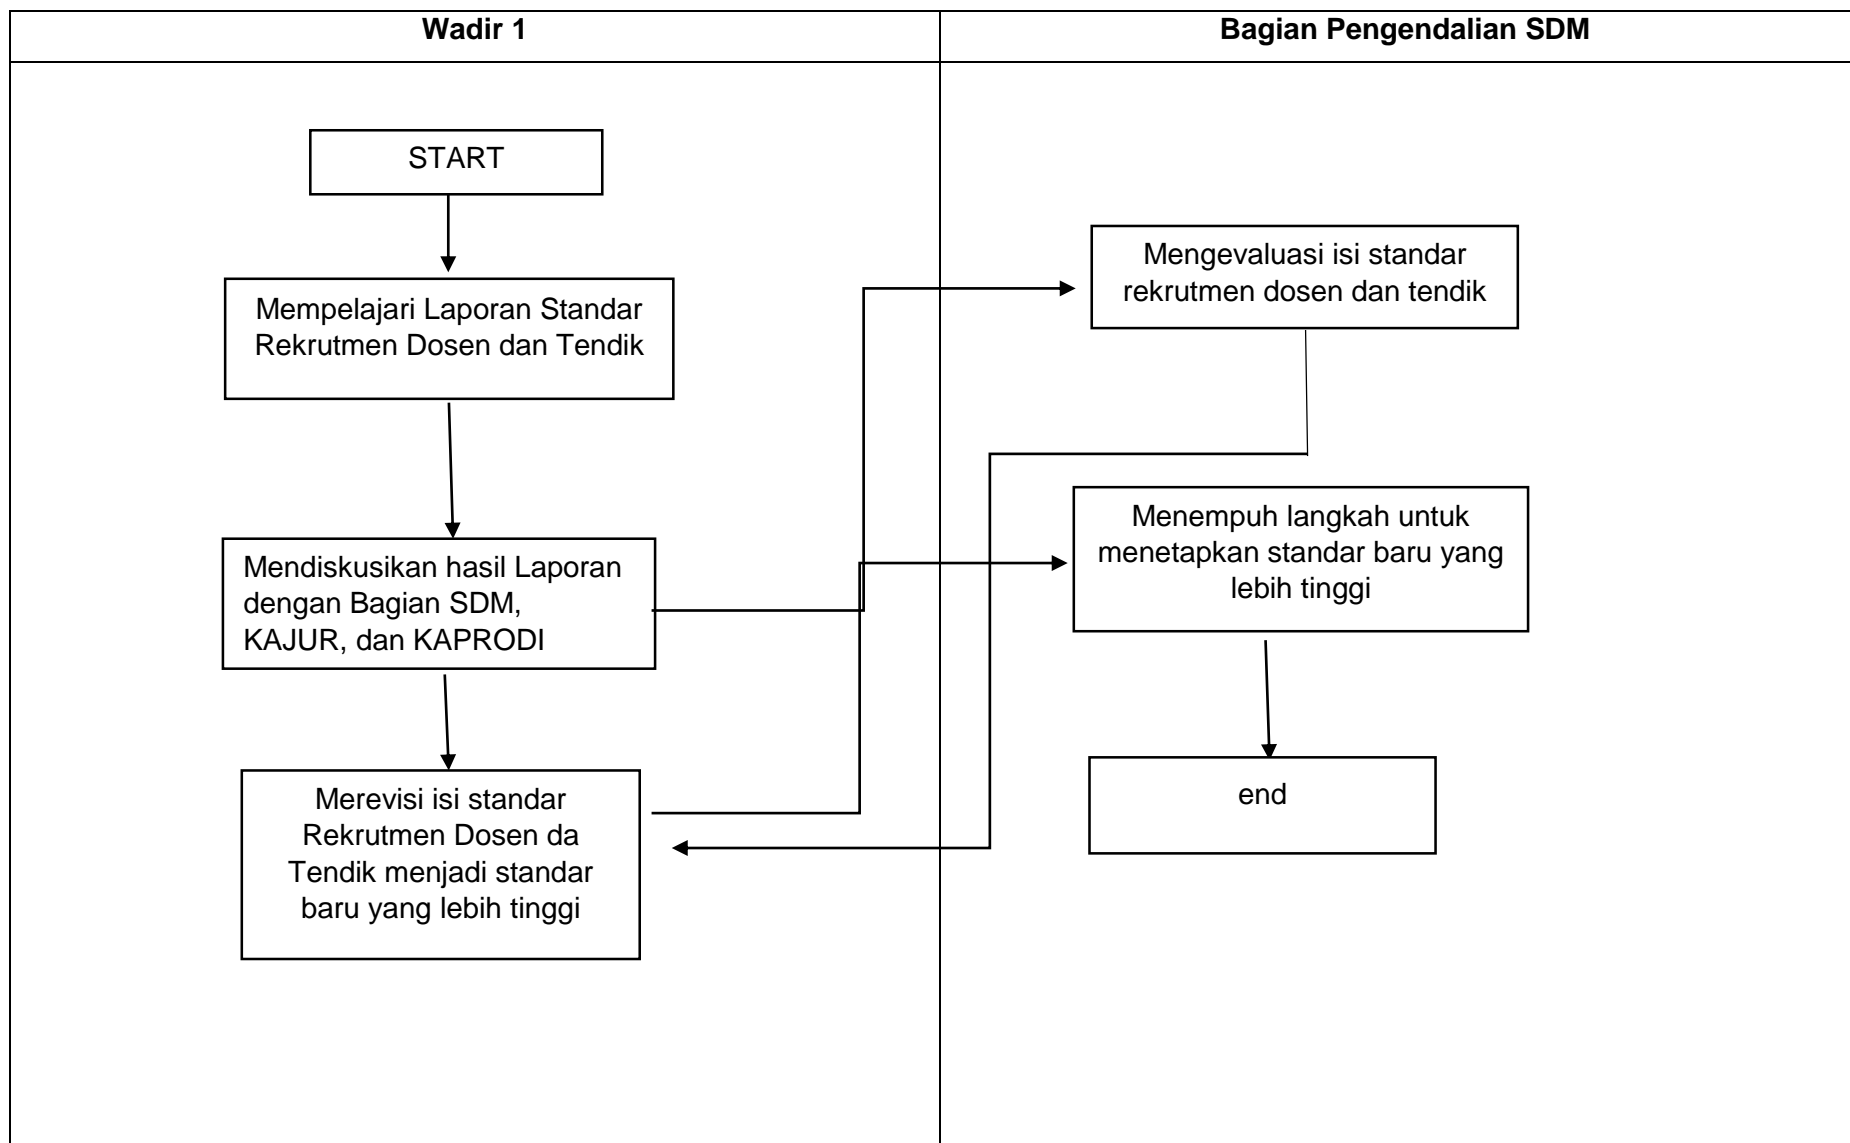 Wadir 1
Bagian Pengendalian SDM
START
Mempelajari Laporan Standar
Rekrutmen Dosen dan Tendik
Mendiskusikan hasil Laporan
dengan Bagian SDM,
KAJUR, dan KAPRODI
Merevisi isi standar
Rekrutmen Dosen da
Tendik menjadi standar
baru yang lebih tinggi
Mengevaluasi isi standar
rekrutmen dosen dan tendik
Menempuh langkah untuk
menetapkan standar baru yang
lebih tinggi
end